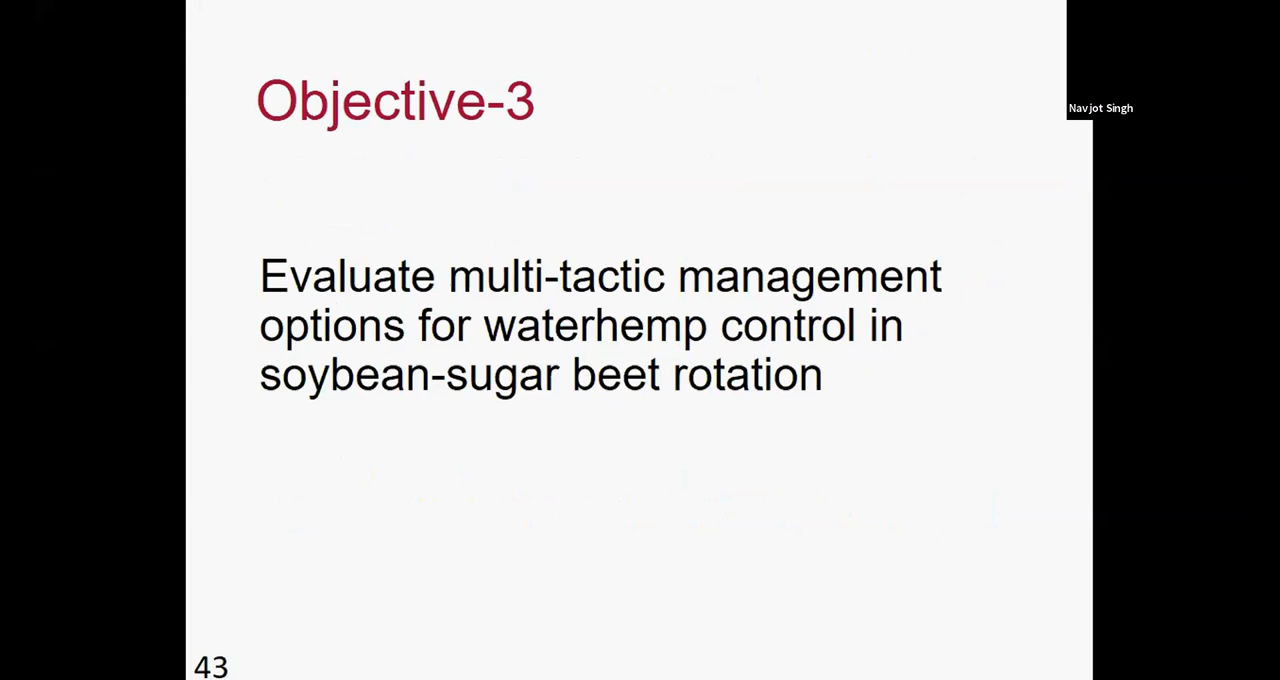 Objective-3
Navjot Singh
Evaluate multi-tactic management
options for waterhemp control in
soybean-sugar beet rotation
43